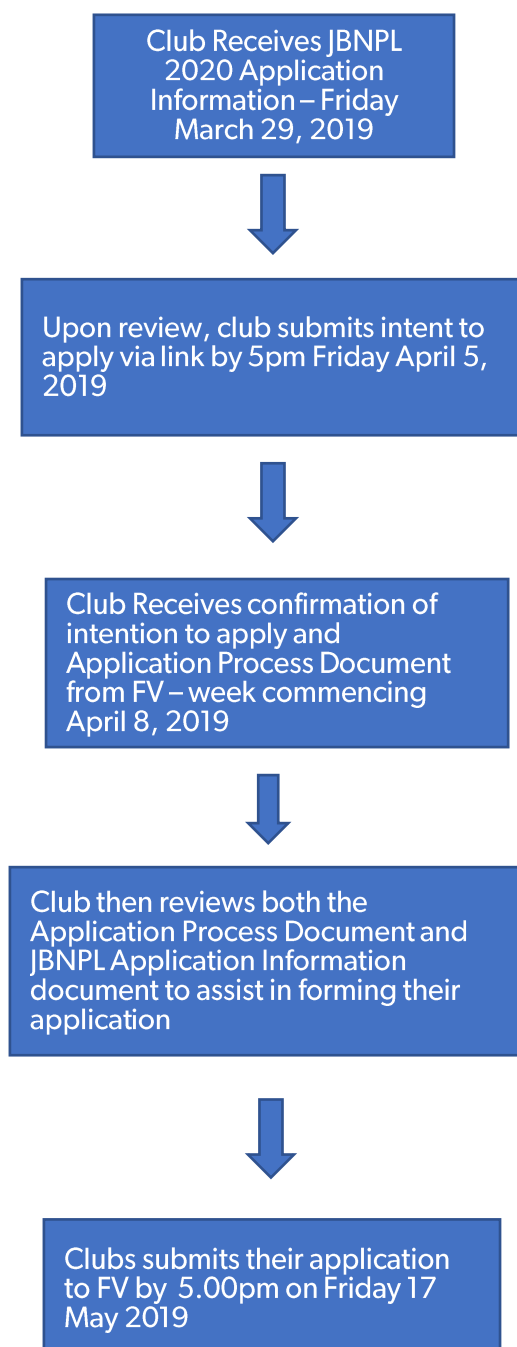 Club Receives JBNPL
2020 Application
Information – Friday
March 29, 2019
Upon review, club submits intent to
apply via link by 5pm Friday April 5,
2019
Club Receives confirmation of
intention to apply and
Application Process Document
from FV – week commencing
April 8, 2019
Club then reviews both the
Application Process Document and
JBNPL Application Information
document to assist in forming their
application
Clubs submits their application
to FV by 5.00pm on Friday 17
May 2019